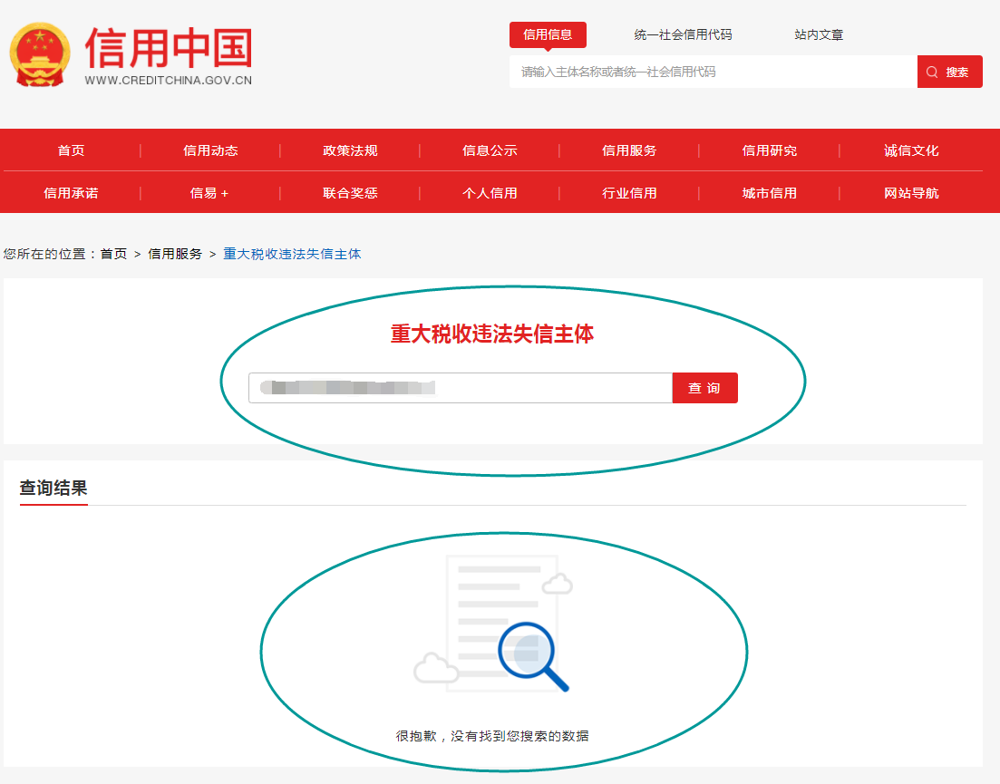 信用中国
WWW.CREDITCHINA.GOV.CN
信用信息 统一社会信用代码 站内文章
请输入主体名称或者统一社会信用代码 搜索
首页 信用动态 政策法规 信息公示 信用服务 信用研究 诚信文化
信用承诺 信易+ 联合奖惩 个人信用 行业信用 城市信用 网站导航
您所在的位置：首页 > 信用服务 > 重大税收违法失信主体
重大税收违法失信主体
查询
查询结果
很抱歉，没有找到您搜索的数据